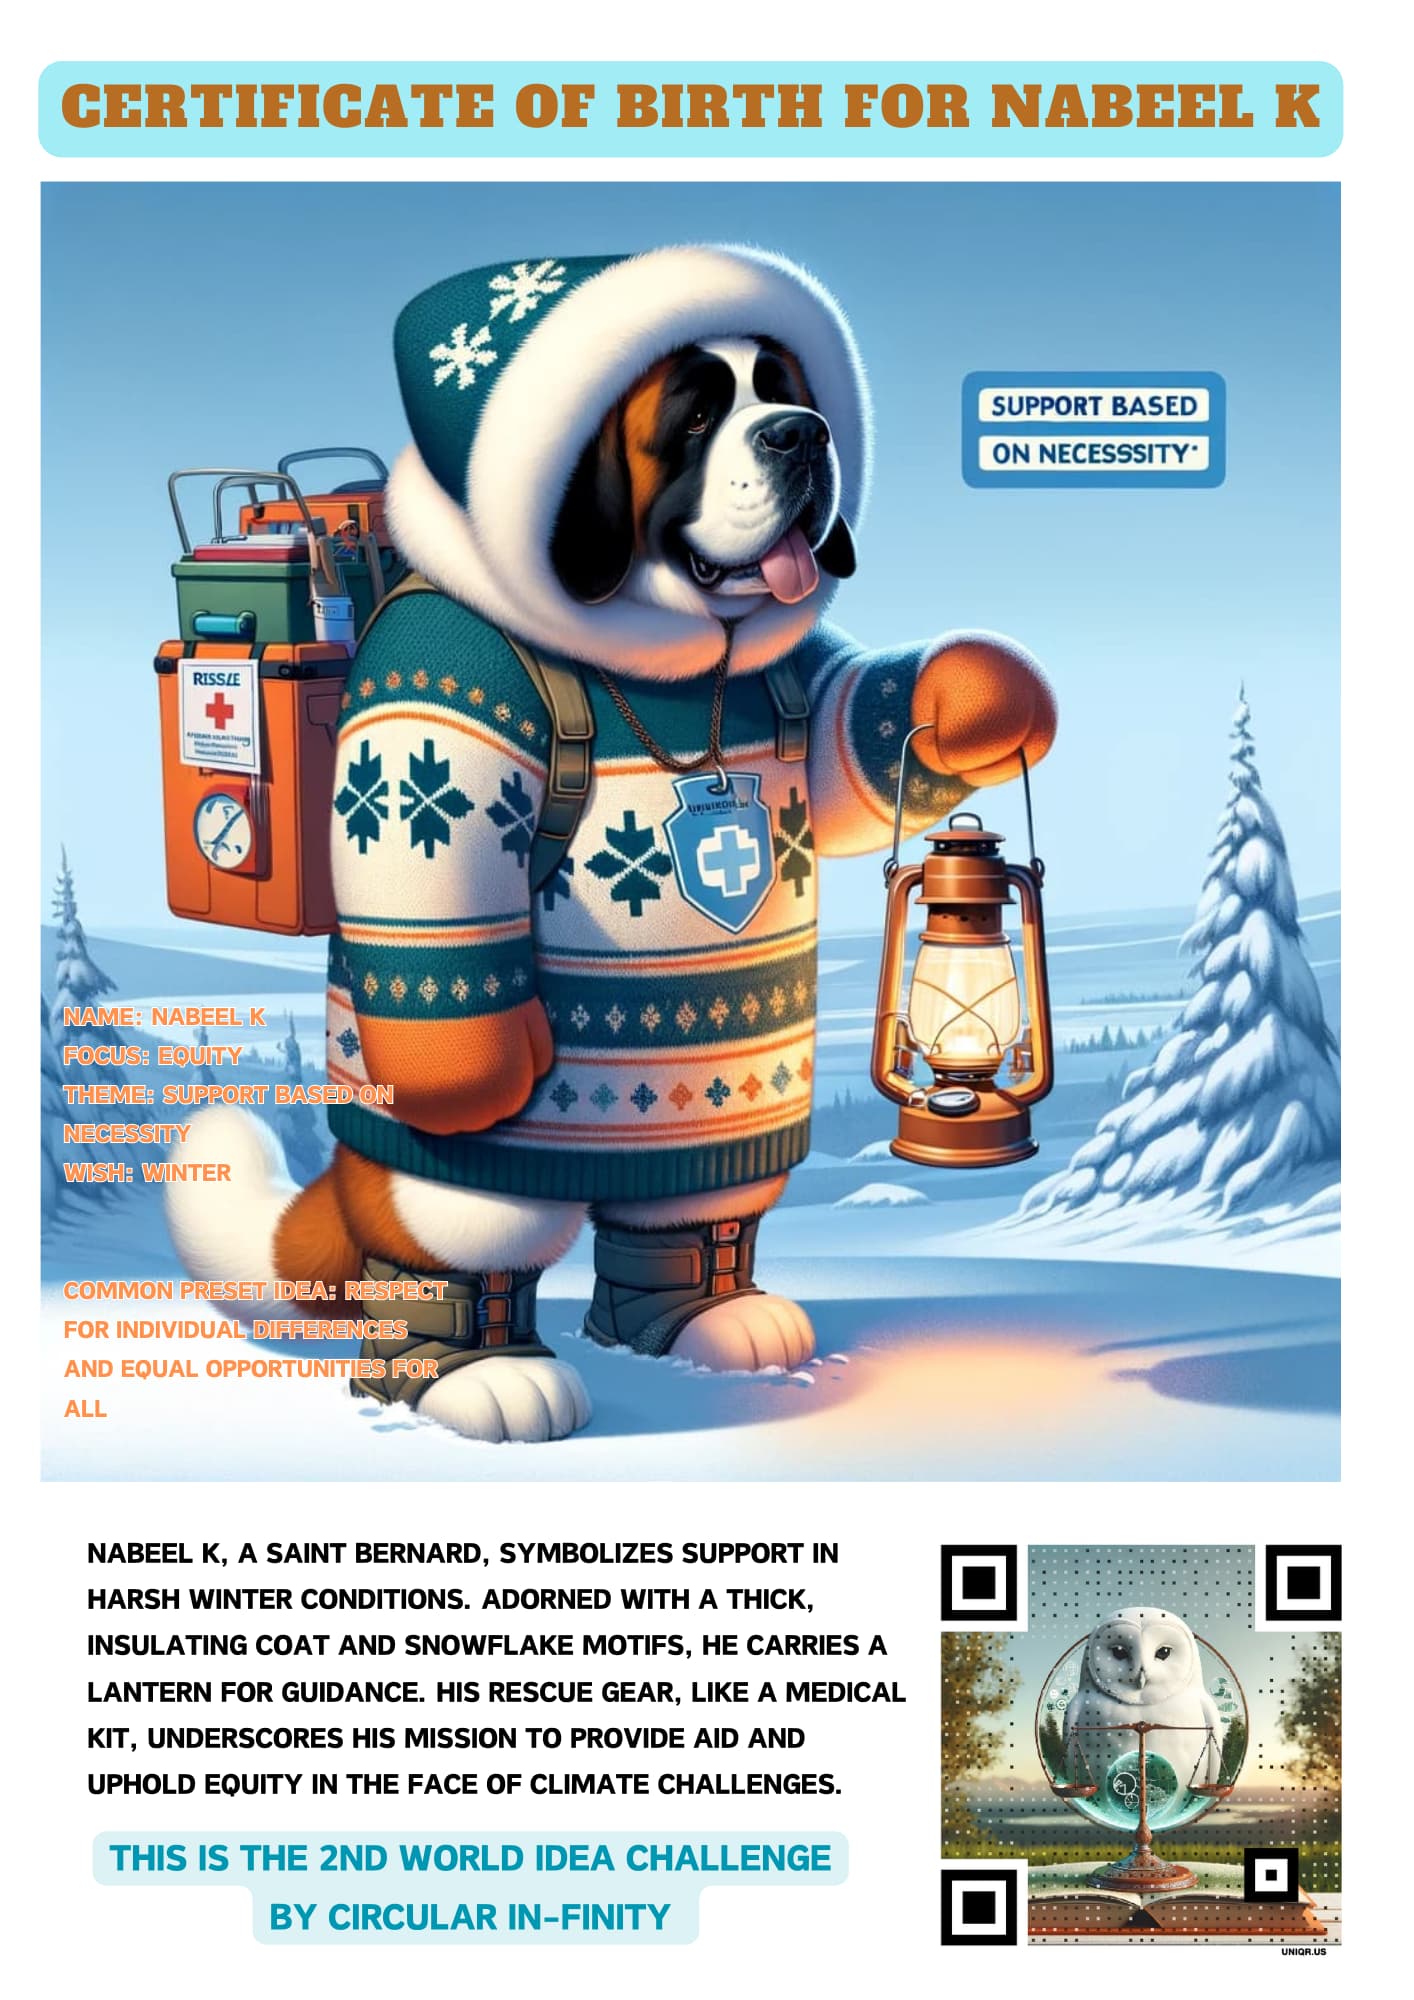 CERTIFICATE OF BIRTH FOR NABEEL K
SUPPORT BASED
ON NECESSSITY
RISSLE
NAME: NABEEL K
FOCUS: EQUITY
THEME: SUPPORT BASED ON
NECESSITY
WISH: WINTER
COMMON PRESET IDEA: RESPECT
FOR INDIVIDUAL DIFFERENCES
AND EQUAL OPPORTUNITIES FOR
ALL
NABEEL K, A SAINT BERNARD, SYMBOLIZES SUPPORT IN
HARSH WINTER CONDITIONS. ADORNED WITH A THICK,
INSULATING COAT AND SNOWFLAKE MOTIFS, HE CARRIES A
LANTERN FOR GUIDANCE. HIS RESCUE GEAR, LIKE A MEDICAL
KIT, UNDERSCORES HIS MISSION TO PROVIDE AID AND
UPHOLD EQUITY IN THE FACE OF CLIMATE CHALLENGES.
THIS IS THE 2ND WORLD IDEA CHALLENGE
BY CIRCULAR IN-FINITY
UNIQR.US